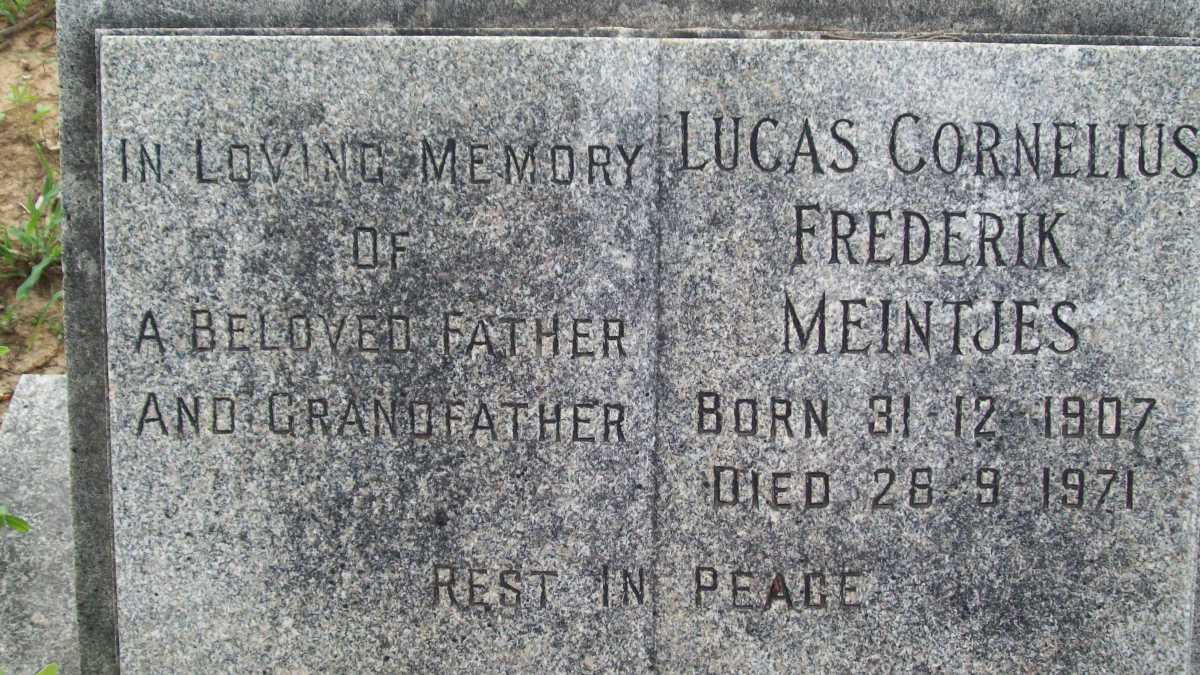 IN LOVING MEMORY
OF
A BELOVED FATHER
AND GRANDFATHER
LUCAS CORNELIUS
FREDERIK
MEINTJES
BORN 31 12 1907
DIED 28 9 1971
REST IN PEACE